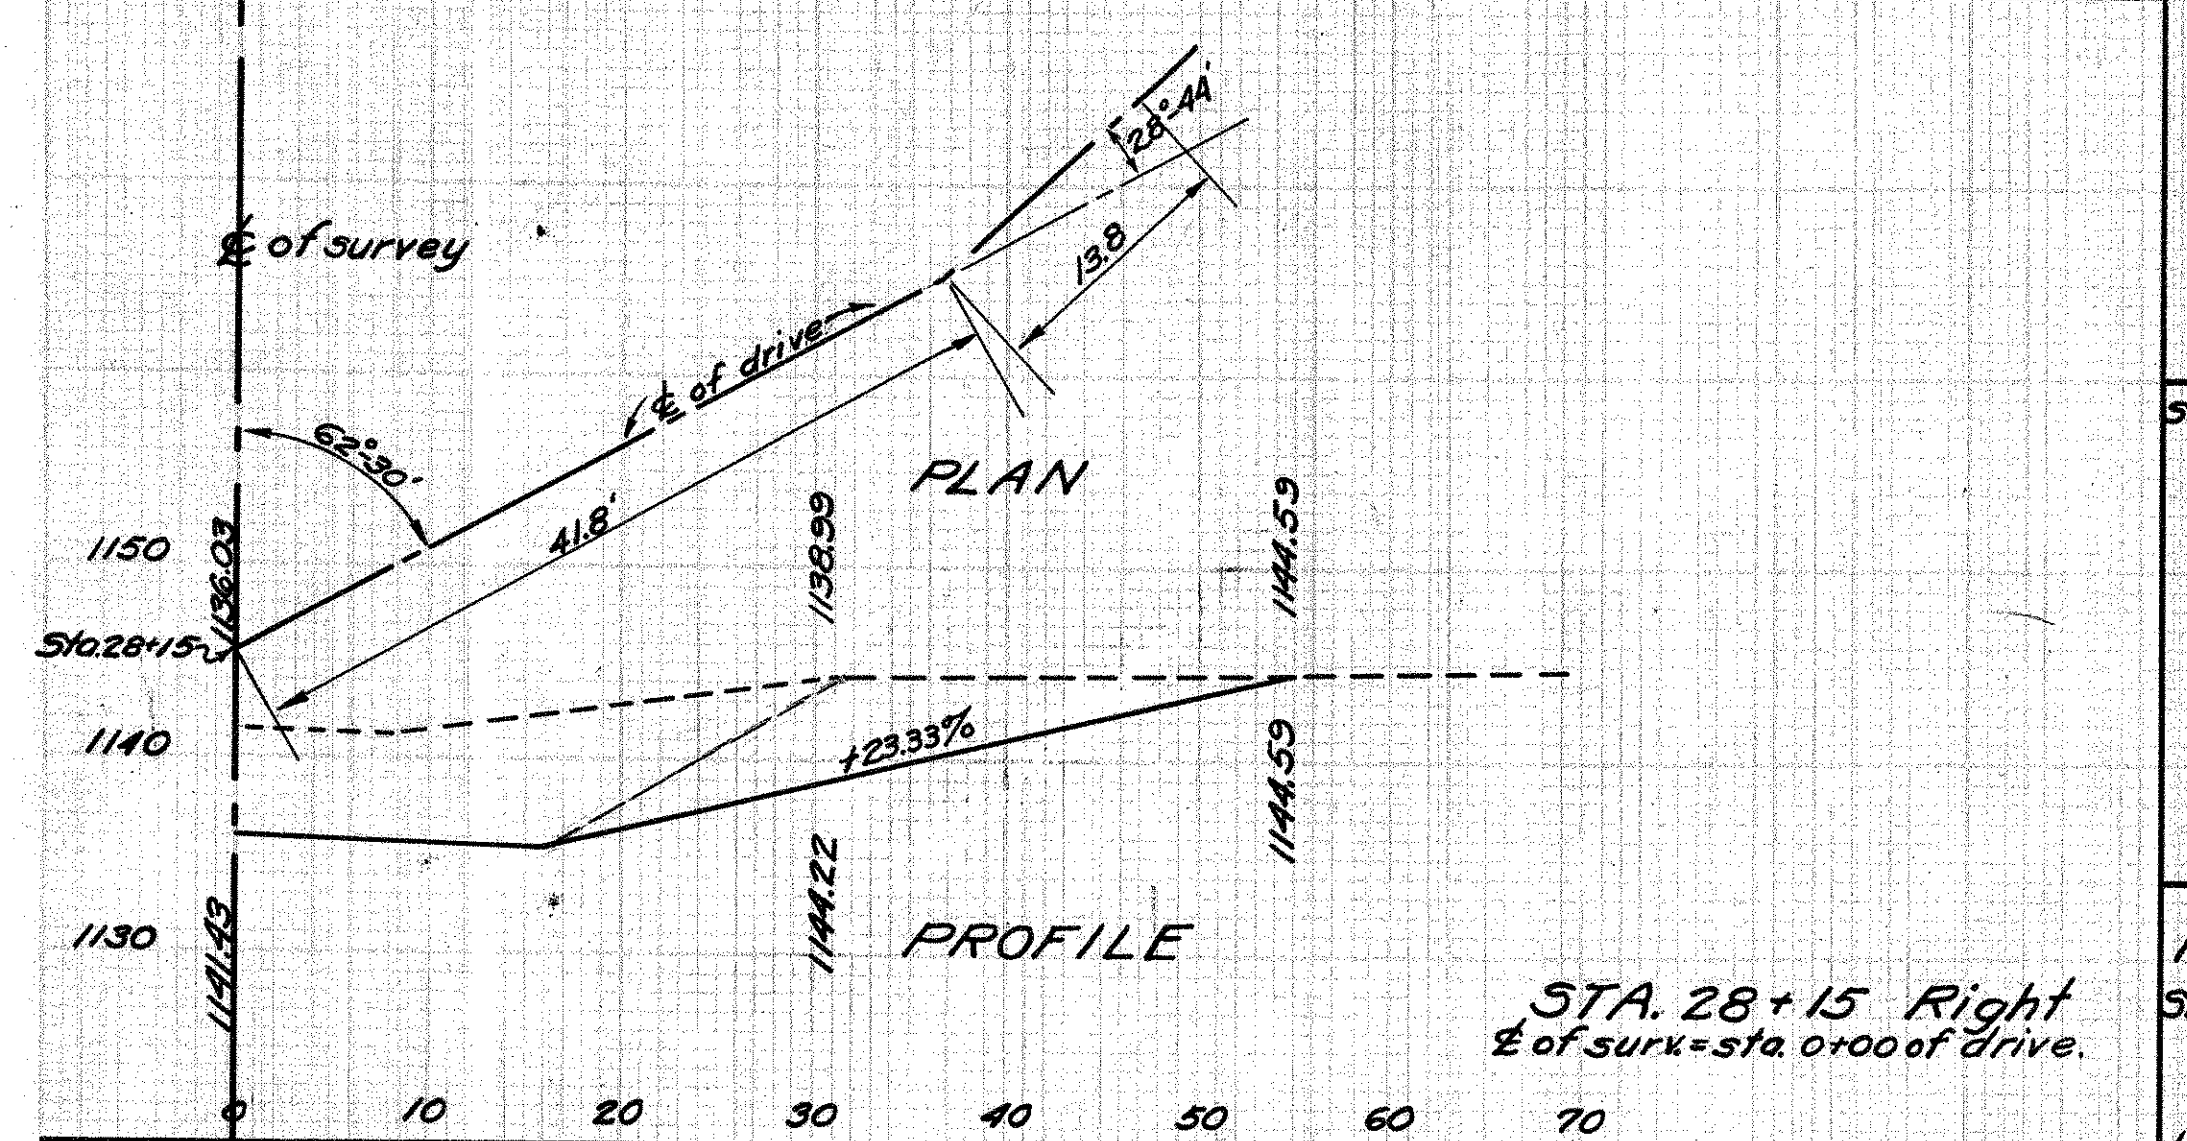 28°-44'
℄ of survey
13.8
℄ of drive
62°-30'
PLAN
41.8'
1150
1136.03
1138.99
1144.59
Sta. 28+15
1140
+23.33%
1144.59
1144.22
1130
1141.43
PROFILE
STA. 28 + 15 Right
℄ of surv. = sta. 0+00 of drive.
0 10 20 30 40 50 60 70